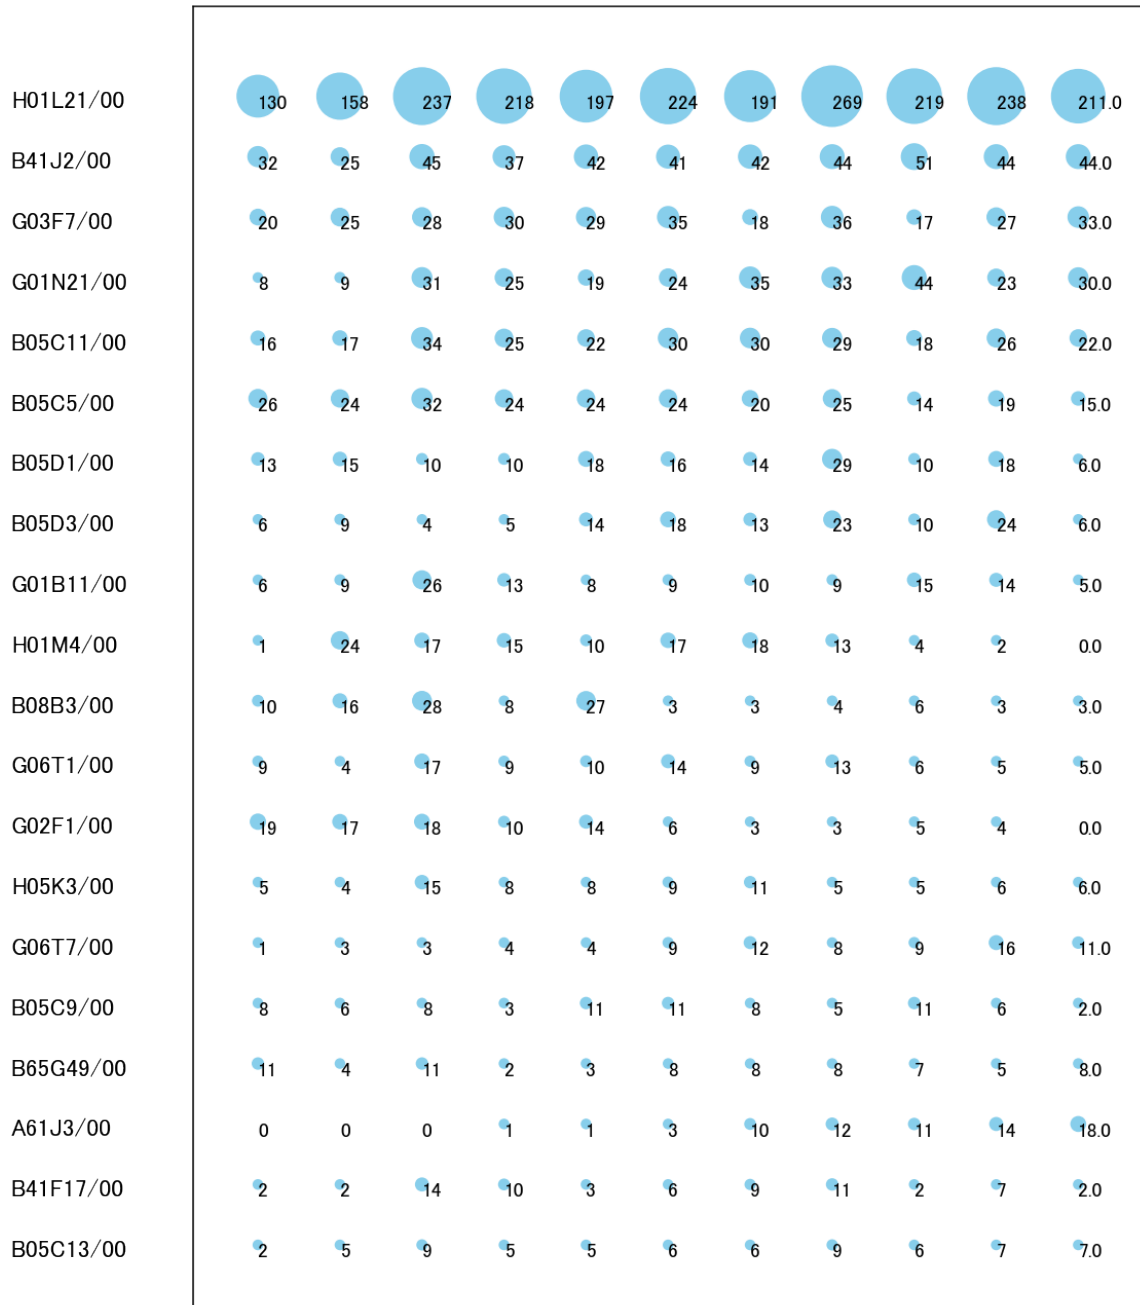 H01L21/00 130 158 237 218 197 224 191 269 219 238 211.0
B41J2/00 32 25 45 37 42 41 42 44 51 44 44.0
G03F7/00 20 25 28 30 29 35 18 36 17 27 33.0
G01N21/00 8 9 31 25 19 24 35 33 44 23 30.0
B05C11/00 16 17 34 25 22 30 30 29 18 26 22.0
B05C5/00 26 24 32 24 24 24 20 25 14 19 15.0
B05D1/00 13 15 10 10 18 16 14 29 10 18 6.0
B05D3/00 6 9 4 5 14 18 13 23 10 24 6.0
G01B11/00 6 9 26 13 8 9 10 9 15 14 5.0
H01M4/00 1 24 17 15 10 17 18 13 4 2 0.0
B08B3/00 10 16 28 8 27 3 3 4 6 3 3.0
G06T1/00 9 4 17 9 10 14 9 13 6 5 5.0
G02F1/00 19 17 18 10 14 6 3 3 5 4 0.0
H05K3/00 5 4 15 8 8 9 11 5 5 6 6.0
G06T7/00 1 3 3 4 4 9 12 8 9 16 11.0
B05C9/00 8 6 8 3 11 11 8 5 11 6 2.0
B65G49/00 11 4 11 2 3 8 8 8 7 5 8.0
A61J3/00 0 0 0 1 1 3 10 12 11 14 18.0
B41F17/00 2 2 14 10 3 6 9 11 2 7 2.0
B05C13/00 2 5 9 5 5 6 6 9 6 7 7.0